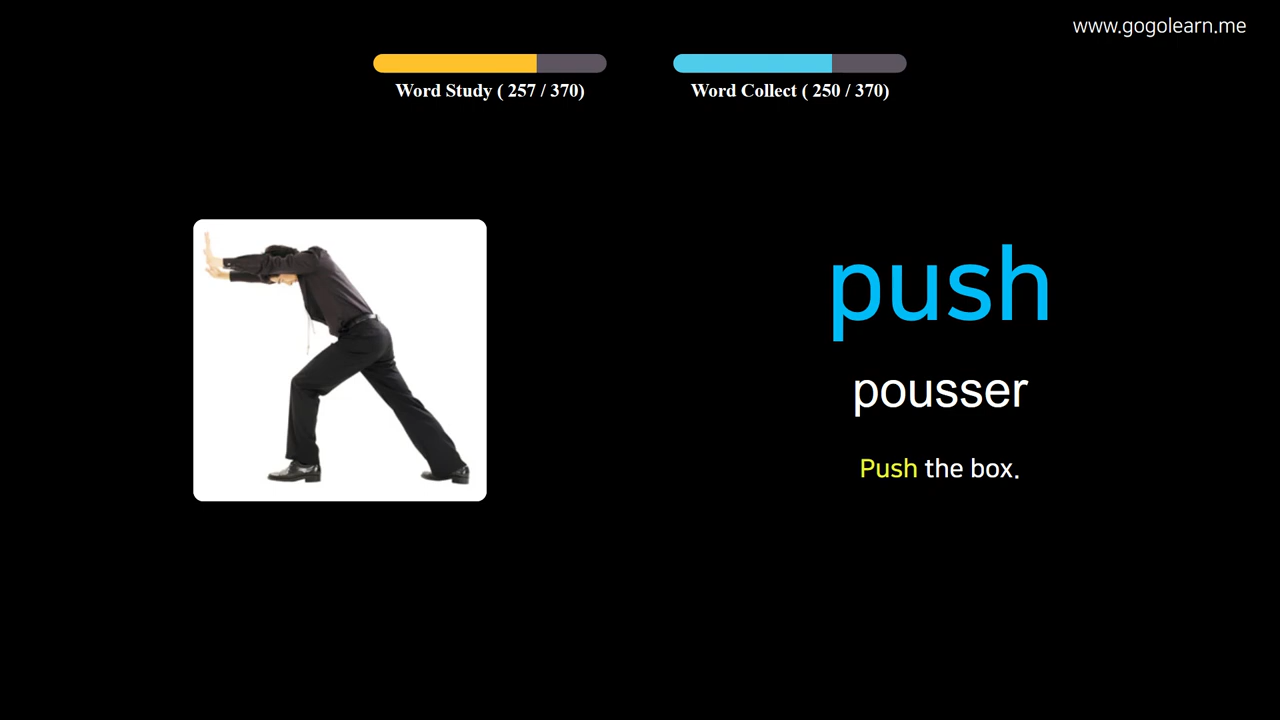 www.gogolearn.me
Word Study ( 257 / 370)
Word Collect ( 250 / 370)
push
pousser
Push the box.